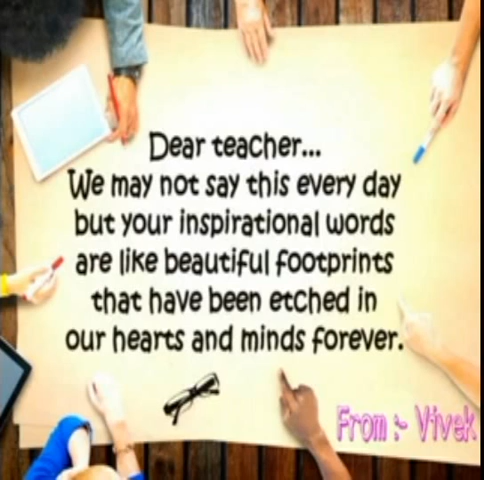 Dear teacher...
We may not say this every day
but your inspirational words
are like beautiful footprints
that have been etched in
our hearts and minds forever.
From :- Vivek